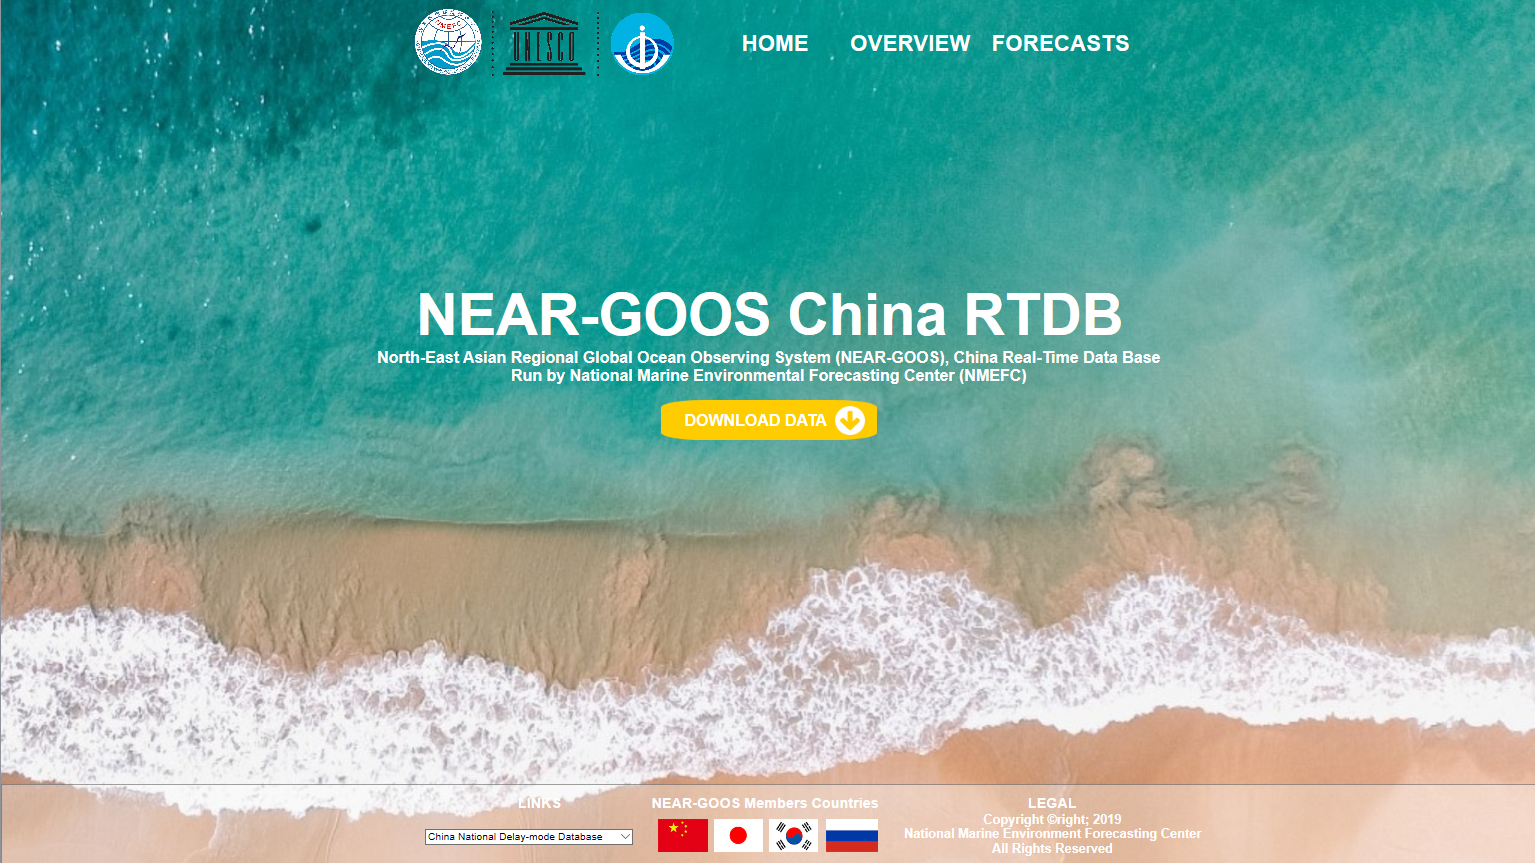 NMEFC
UNESCO
HOME OVERVIEW FORECASTS
NEAR-GOOS China RTDB
North-East Asian Regional Global Ocean Observing System (NEAR-GOOS), China Real-Time Data Base
Run by National Marine Environmental Forecasting Center (NMEFC)
DOWNLOAD DATA
LINKS
China National Delay-mode Database
NEAR-GOOS Members Countries
LEGAL
Copyright ©right; 2019
National Marine Environment Forecasting Center
All Rights Reserved